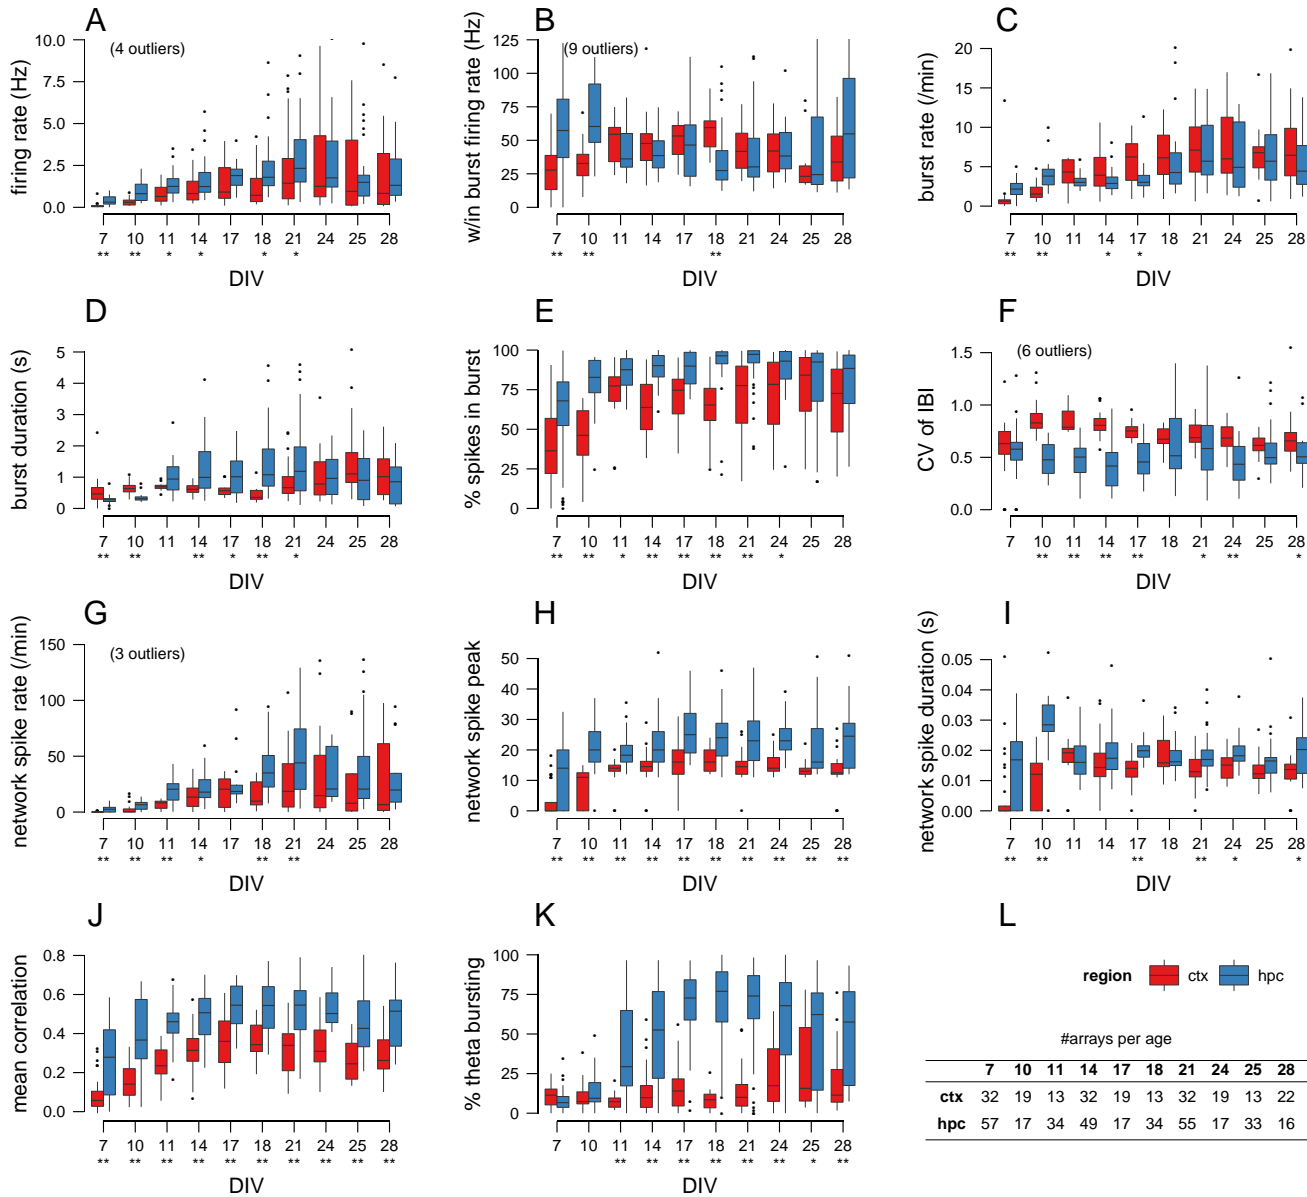 A
firing rate (Hz)
(4 outliers)
10.0
7.5
5.0
2.5
0.0
7 10 11 14 17 18 21 24 25 28
** ** * * * *
DIV
B
w/in burst firing rate (Hz)
(9 outliers)
125
100
75
50
25
0
7 10 11 14 17 18 21 24 25 28
** ** **
DIV
C
burst rate (/min)
20
15
10
5
0
7 10 11 14 17 18 21 24 25 28
** ** * *
DIV
D
burst duration (s)
5
4
3
2
1
0
7 10 11 14 17 18 21 24 25 28
** ** ** * ** *
DIV
E
% spikes in burst
100
75
50
25
0
7 10 11 14 17 18 21 24 25 28
** ** * ** ** ** ** *
DIV
F
CV of IBI
(6 outliers)
1.5
1.0
0.5
0.0
7 10 11 14 17 18 21 24 25 28
** ** ** ** * ** *
DIV
G
network spike rate (/min)
(3 outliers)
150
100
50
0
7 10 11 14 17 18 21 24 25 28
** ** ** * ** **
DIV
H
network spike peak
50
40
30
20
10
0
7 10 11 14 17 18 21 24 25 28
** ** ** ** ** ** ** ** ** **
DIV
I
network spike duration (s)
0.05
0.04
0.03
0.02
0.01
0.00
7 10 11 14 17 18 21 24 25 28
** ** ** ** * *
DIV
J
mean correlation
0.8
0.6
0.4
0.2
0.0
7 10 11 14 17 18 21 24 25 28
** ** ** ** ** ** ** ** ** **
DIV
K
% theta bursting
100
75
50
25
0
7 10 11 14 17 18 21 24 25 28
** ** ** ** ** ** * **
DIV
L
region ctx hpc
#arrays per age
7 10 11 14 17 18 21 24 25 28
ctx 32 19 13 32 19 13 32 19 13 22
hpc 57 17 34 49 17 34 55 17 33 16